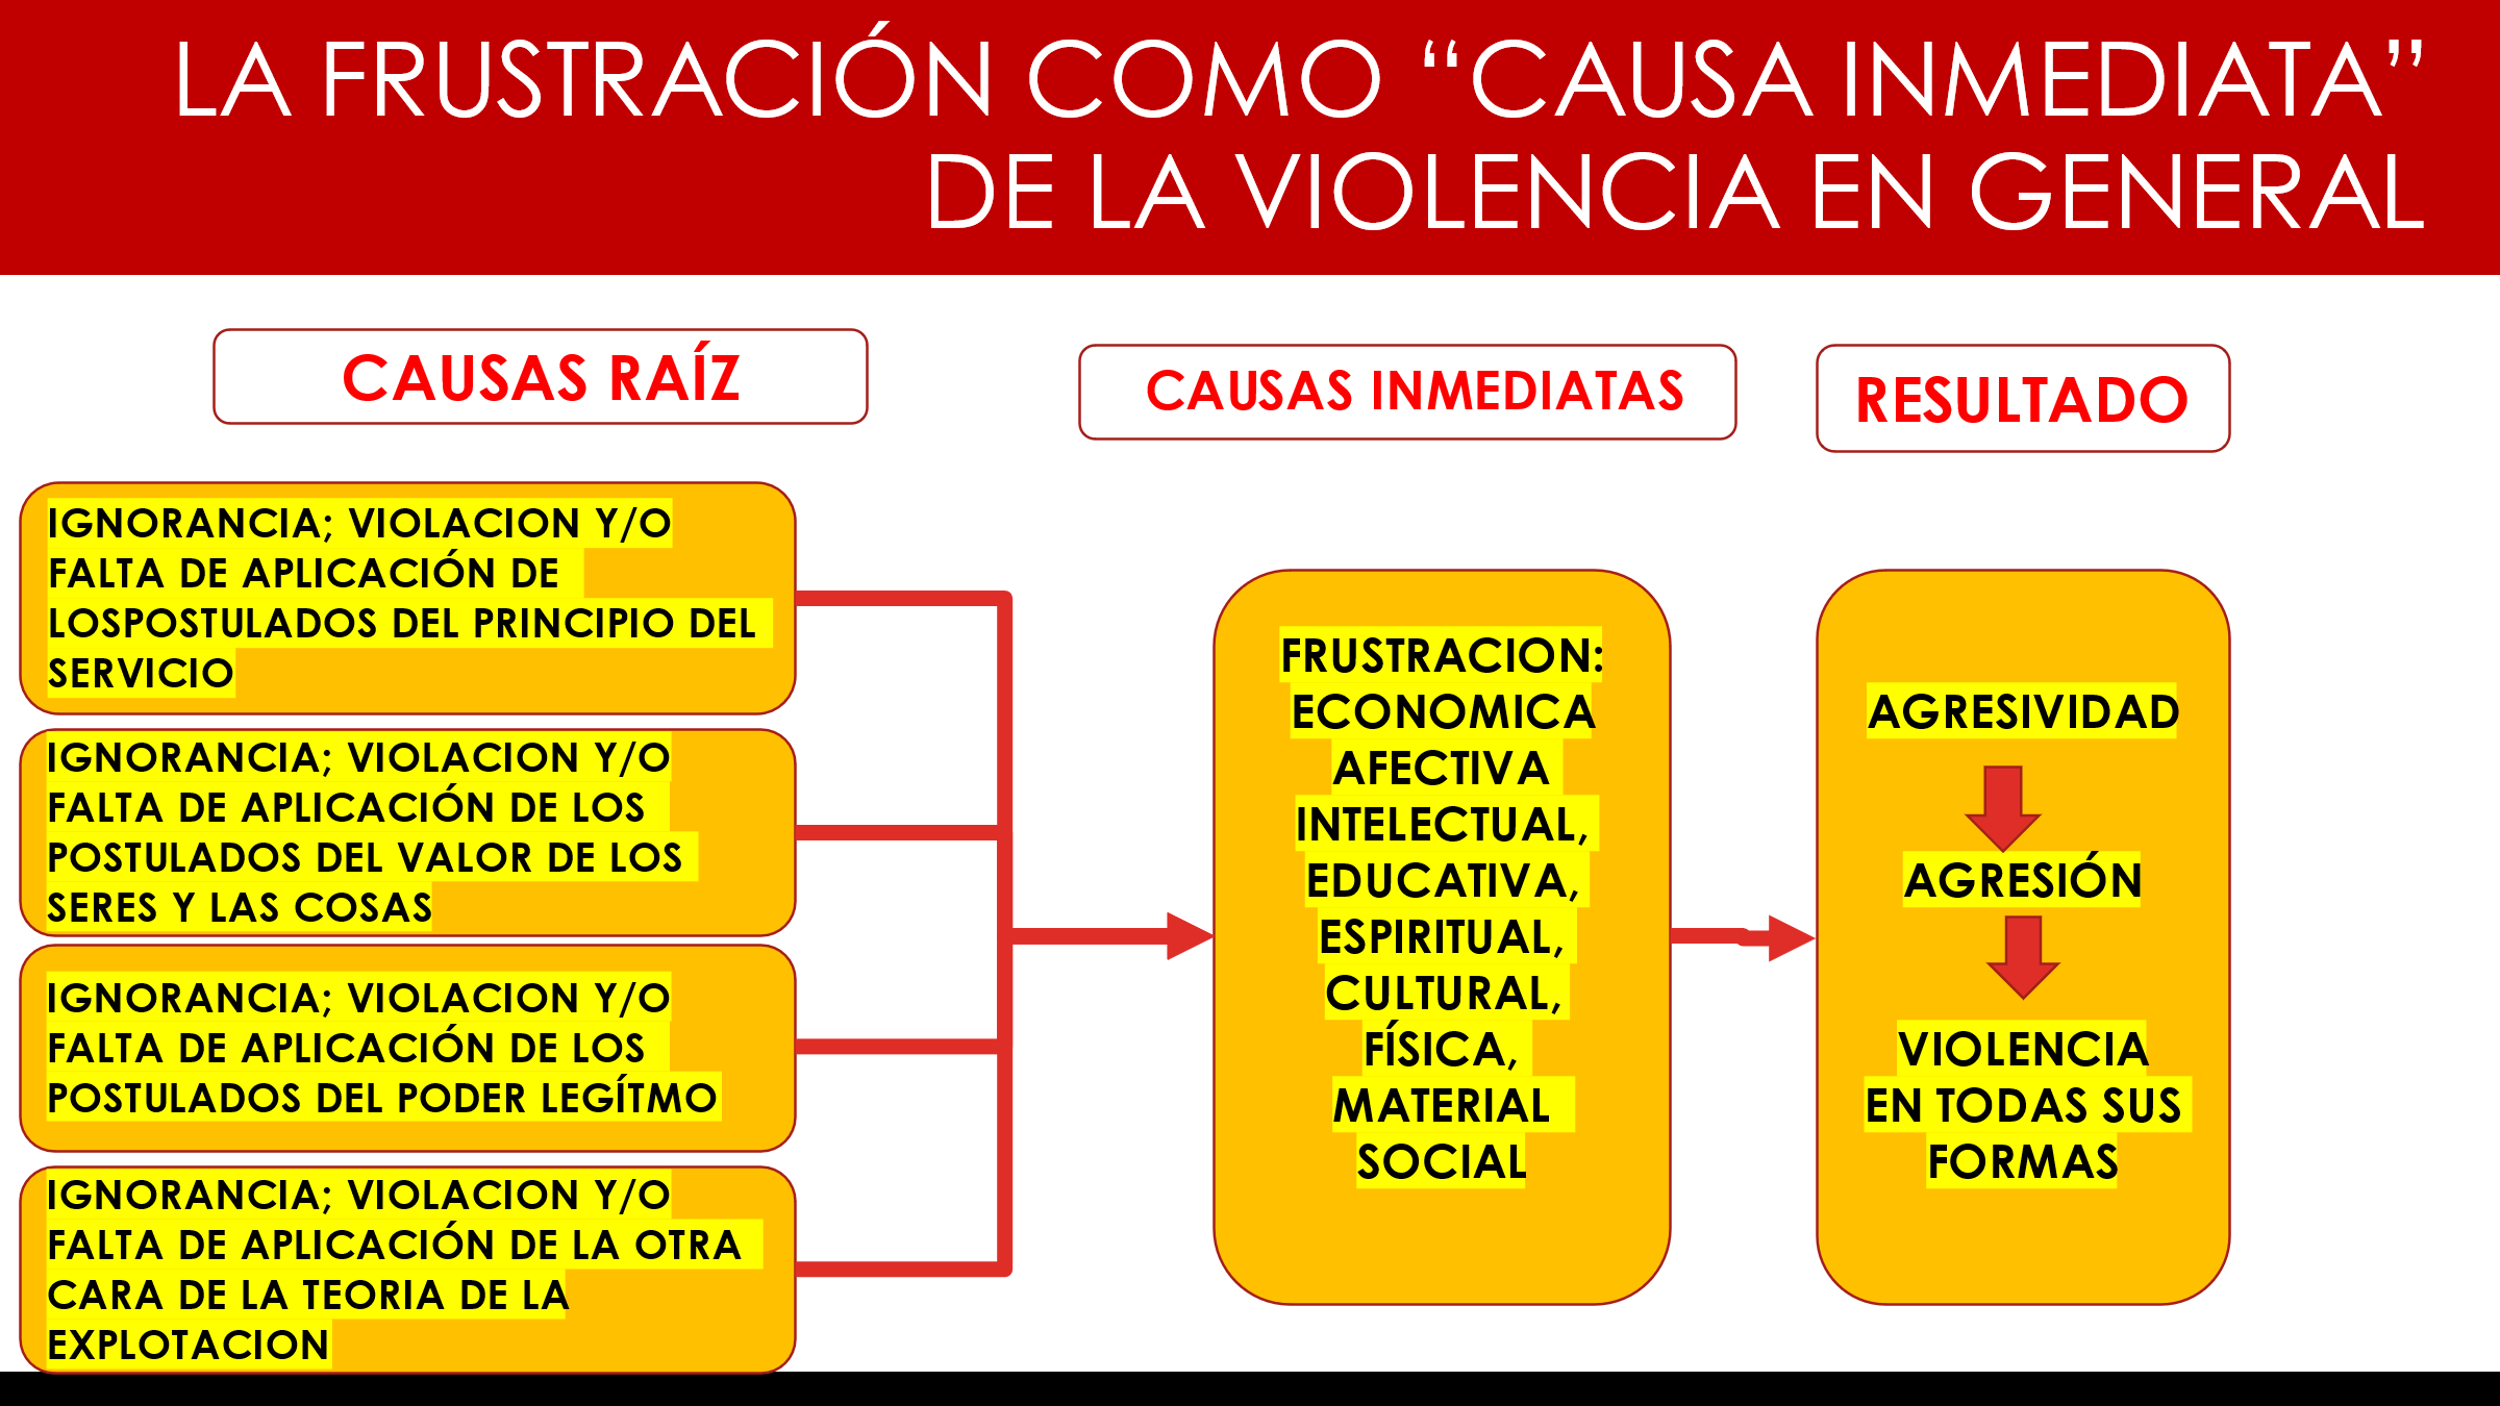 LA FRUSTRACIÓN COMO “CAUSA INMEDIATA”
DE LA VIOLENCIA EN GENERAL
CAUSAS RAÍZ
CAUSAS INMEDIATAS
RESULTADO
IGNORANCIA; VIOLACION Y/O
FALTA DE APLICACIÓN DE
LOSPOSTULADOS DEL PRINCIPIO DEL
SERVICIO
IGNORANCIA; VIOLACION Y/O
FALTA DE APLICACIÓN DE LOS
POSTULADOS DEL VALOR DE LOS
SERES Y LAS COSAS
IGNORANCIA; VIOLACION Y/O
FALTA DE APLICACIÓN DE LOS
POSTULADOS DEL PODER LEGÍTMO
IGNORANCIA; VIOLACION Y/O
FALTA DE APLICACIÓN DE LA OTRA
CARA DE LA TEORIA DE LA
EXPLOTACION
FRUSTRACION:
ECONOMICA
AFECTIVA
INTELECTUAL,
EDUCATIVA,
ESPIRITUAL,
CULTURAL,
FÍSICA,
MATERIAL
SOCIAL
AGRESIVIDAD
AGRESIÓN
VIOLENCIA
EN TODAS SUS
FORMAS